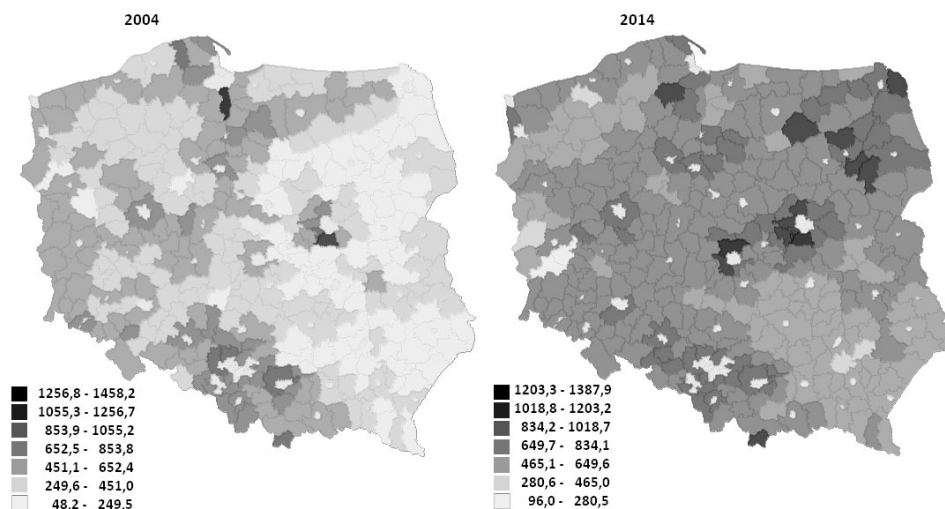 2004
2014
1256,8 - 1458,2
1055,3 - 1256,7
853,9 - 1055,2
652,5 - 853,8
451,1 - 652,4
249,6 - 451,0
48,2 - 249,5
1203,3 - 1387,9
1018,8 - 1203,2
834,2 - 1018,7
649,7 - 834,1
465,1 - 649,6
280,6 - 465,0
96,0 - 280,5